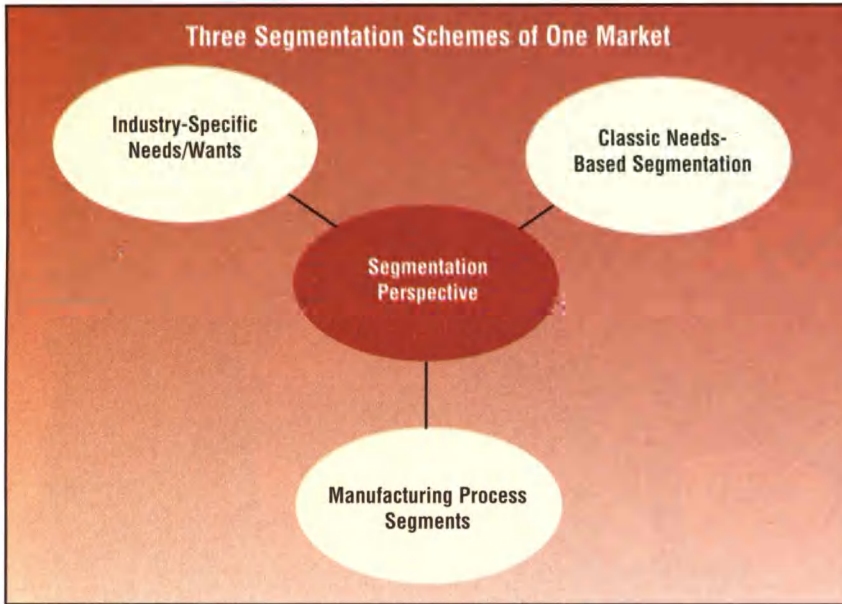 Three Segmentation Schemes of One Market
Industry-Specific
Needs/Wants
Classic Needs-
Based Segmentation
Segmentation
Perspective
Manufacturing Process
Segments